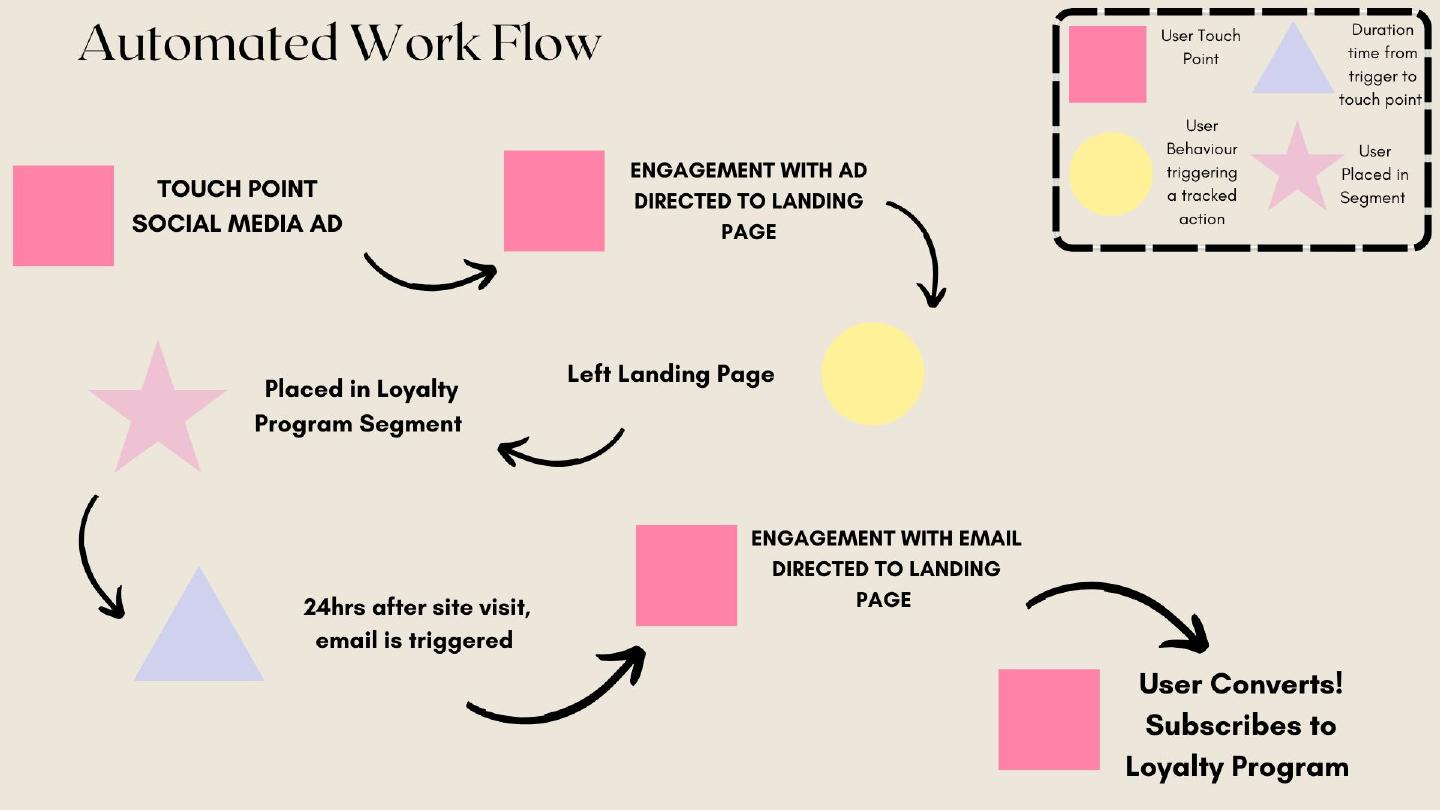 Automated Work Flow
User Touch
Point
Duration
time from
trigger to
touch point
User
Behaviour
triggering
a tracked
action
User
Placed in
Segment
TOUCH POINT
SOCIAL MEDIA AD
ENGAGEMENT WITH AD
DIRECTED TO LANDING
PAGE
Left Landing Page
Placed in Loyalty
Program Segment
24hrs after site visit,
email is triggered
ENGAGEMENT WITH EMAIL
DIRECTED TO LANDING
PAGE
User Converts!
Subscribes to
Loyalty Program